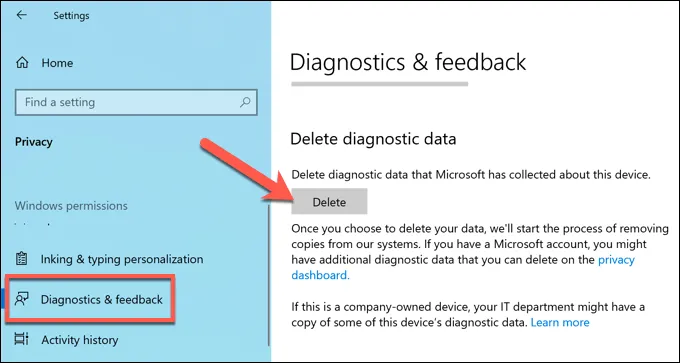 Settings
Home
Find a setting
Privacy
Windows permissions
Inking & typing personalization
Diagnostics & feedback
Activity history
Diagnostics & feedback
Delete diagnostic data
Delete diagnostic data that Microsoft has collected about this device.
Delete
Once you choose to delete your data, we'll start the process of removing
copies from our systems. If you have a Microsoft account, you might
have additional diagnostic data that you can delete on the privacy
dashboard.
If this is a company-owned device, your IT department might have a
copy of some of this device's diagnostic data. Learn more